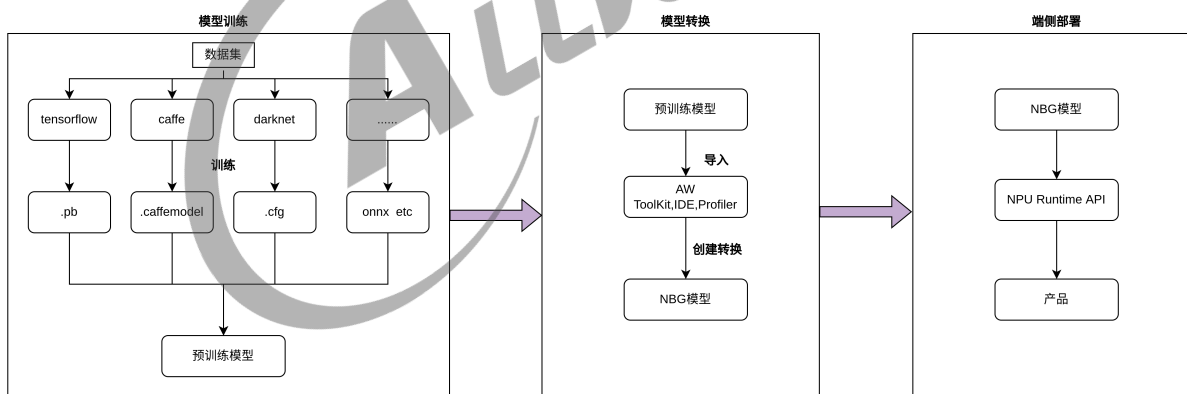 模型训练
模型转换
端侧部署
数据集
tensorflow
caffe
darknet
......
训练
.pb
.caffemodel
.cfg
onnx etc
预训练模型
预训练模型
导入
AW
ToolKit,IDE,Profiler
创建转换
NBG模型
NBG模型
NPU Runtime API
产品